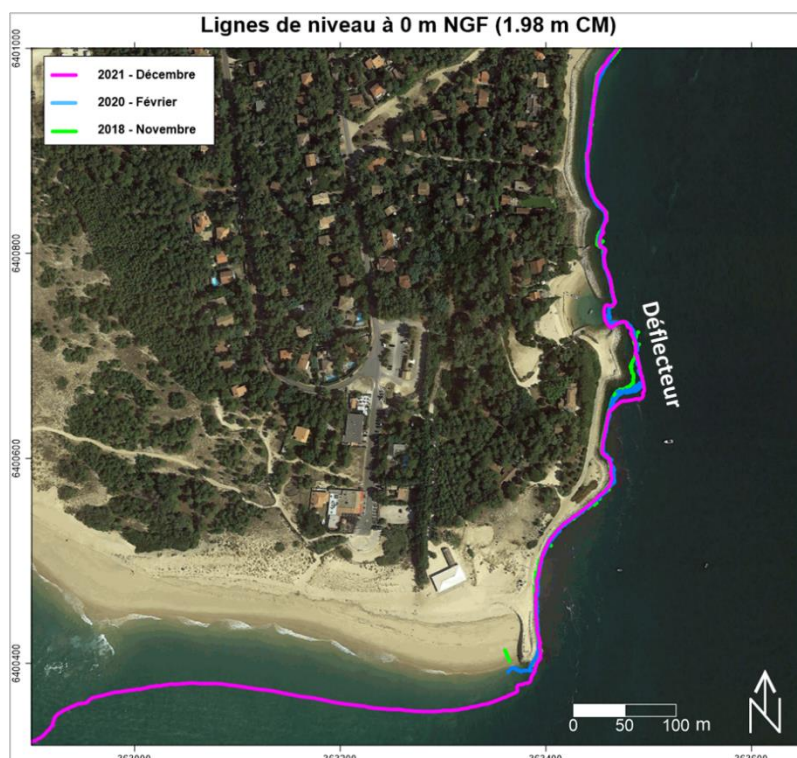 Lignes de niveau à 0 m NGF (1.98 m CM)
2021 - Décembre
2020 - Février
2018 - Novembre
6401000
6400800
6400600
6400400
Déflecteur
0 50 100 m
N